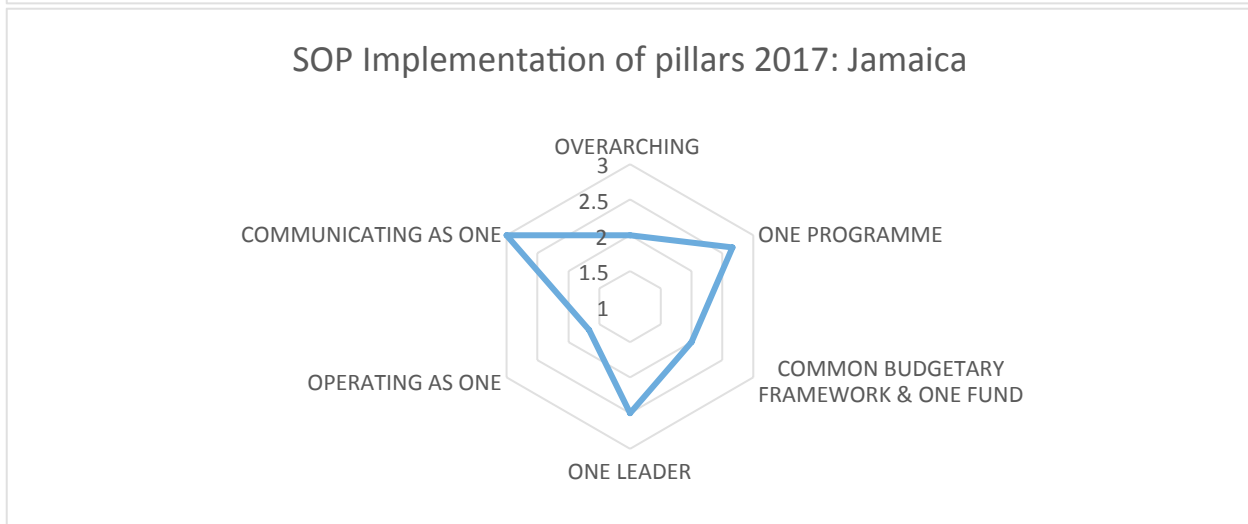 SOP Implementation of pillars 2017: Jamaica
OVERARCHING
3
2.5
COMMUNICATING AS ONE
2
ONE PROGRAMME
1.5
1
OPERATING AS ONE
COMMON BUDGETARY
FRAMEWORK & ONE FUND
ONE LEADER